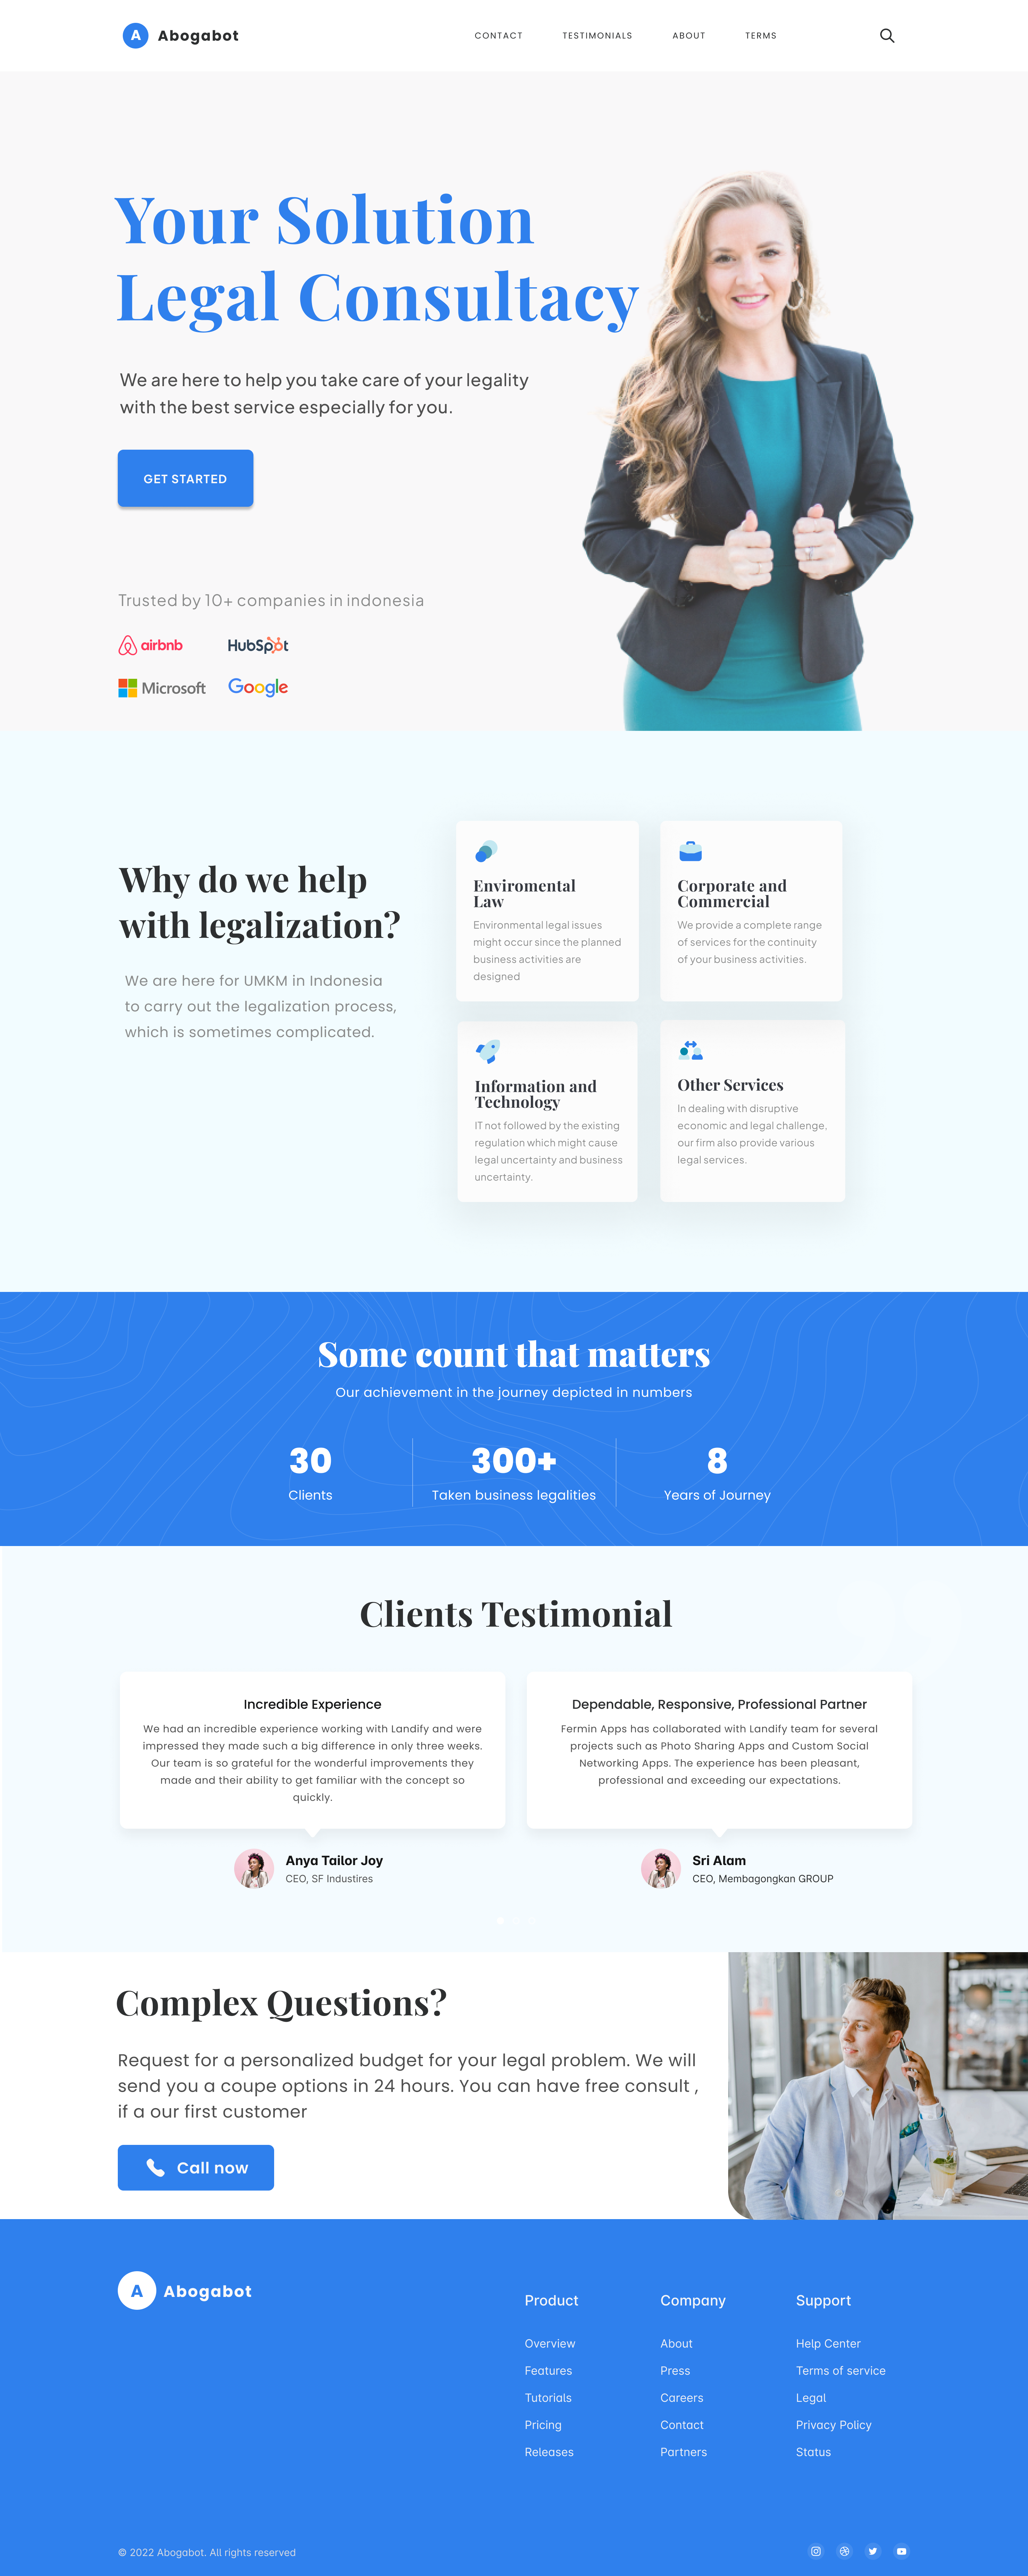 A Abogabot
CONTACT TESTIMONIALS ABOUT TERMS
Your Solution
Legal Consultacy
We are here to help you take care of your legality
with the best service especially for you.
GET STARTED
Trusted by 10+ companies in indonesia
airbnb HubSpot
Microsoft Google
Why do we help
with legalization?
We are here for UMKM in Indonesia
to carry out the legalization process,
which is sometimes complicated.
Enviromental
Law
Environmental legal issues
might occur since the planned
business activities are
designed
Corporate and
Commercial
We provide a complete range
of services for the continuity
of your business activities.
Information and
Technology
IT not followed by the existing
regulation which might cause
legal uncertainty and business
uncertainty.
Other Services
In dealing with disruptive
economic and legal challenge,
our firm also provide various
legal services.
Some count that matters
Our achievement in the journey depicted in numbers
30
Clients
300+
Taken business legalities
8
Years of Journey
Clients Testimonial
Incredible Experience
We had an incredible experience working with Landify and were
impressed they made such a big difference in only three weeks.
Our team is so grateful for the wonderful improvements they
made and their ability to get familiar with the concept so
quickly.
Anya Tailor Joy
CEO, SF Industires
Dependable, Responsive, Professional Partner
Fermin Apps has collaborated with Landify team for several
projects such as Photo Sharing Apps and Custom Social
Networking Apps. The experience has been pleasant,
professional and exceeding our expectations.
Sri Alam
CEO, Membagongkan GROUP
Complex Questions?
Request for a personalized budget for your legal problem. We will
send you a coupe options in 24 hours. You can have free consult ,
if a our first customer
Call now
A Abogabot
Product
Overview
Features
Tutorials
Pricing
Releases
Company
About
Press
Careers
Contact
Partners
Support
Help Center
Terms of service
Legal
Privacy Policy
Status
© 2022 Abogabot. All rights reserved